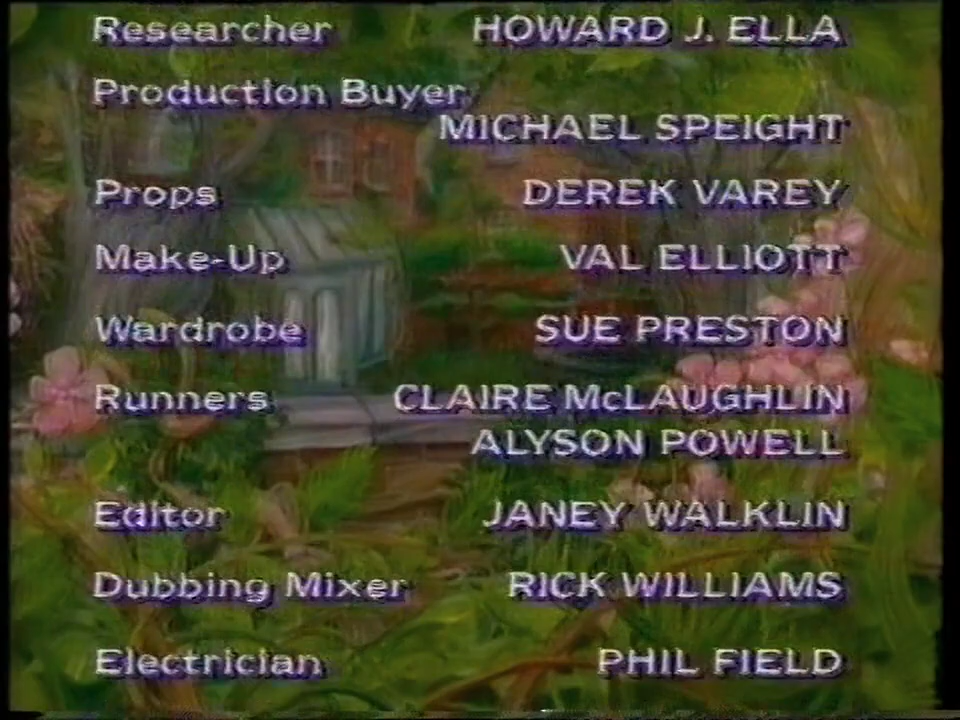 Researcher HOWARD J. ELLA
Production Buyer
MICHAEL SPEIGHT
Props DEREK VAREY
Make-Up VAL ELLIOTT
Wardrobe SUE PRESTON
Runners CLAIRE McLAUGHLIN
ALYSON POWELL
Editor JANEY WALKLIN
Dubbing Mixer RICK WILLIAMS
Electrician PHIL FIELD